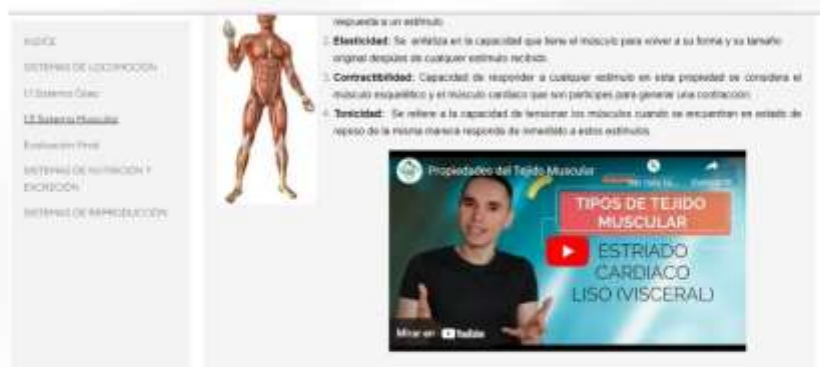 INDICE
SISTEMAS DE LOCOMOCIÓN
1.1 Sistema Óseo
1.2 Sistema Muscular
Evaluación Final
SISTEMAS DE NUTRICIÓN Y
EXCRECIÓN
SISTEMAS DE REPRODUCCIÓN
respuesta a un estímulo.
2. Elasticidad: Se enfatiza en la capacidad que tiene el músculo para volver a su forma y su tamaño
original después de cualquier estímulo recibido.
3. Contractibilidad: Capacidad de responder a cualquier estímulo en esta propiedad se considera el
músculo esquelético y el músculo cardíaco que son partícipes para generar una contracción.
4. Tonicidad: Se refiere a la capacidad de tensionar los músculos cuando se encuentran en estado de
reposo de la misma manera responda de inmediato a estos estímulos.
Propiedades del Tejido Muscular
TIPOS DE TEJIDO
MUSCULAR
ESTRIADO
CARDIACO
LISO (VISCERAL)
Mirar en YouTube